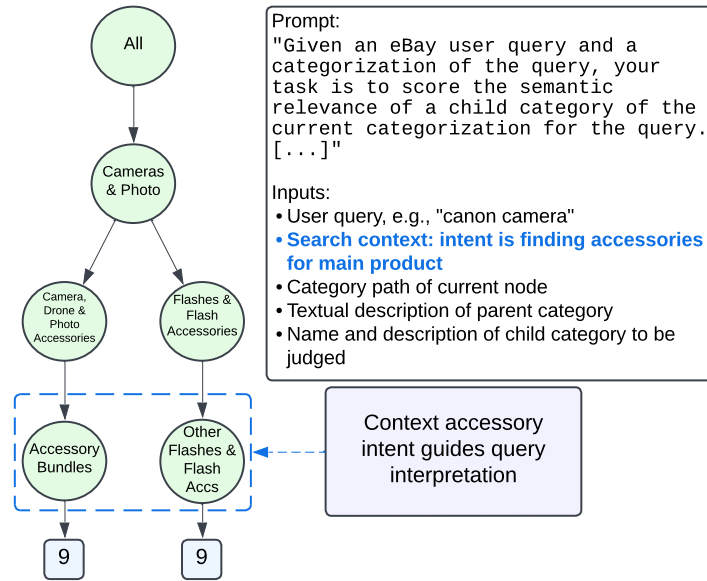 All
Cameras
& Photo
Camera,
Drone &
Photo
Accessories
Flashes &
Flash
Accessories
Accessory
Bundles
Other
Flashes &
Flash
Accs
9
9
Prompt:
"Given an eBay user query and a
categorization of the query, your
task is to score the semantic
relevance of a child category of the
current categorization for the query.
[...]"
Inputs:
• User query, e.g., "canon camera"
• Search context: intent is finding accessories
for main product
• Category path of current node
• Textual description of parent category
• Name and description of child category to be
judged
Context accessory
intent guides query
interpretation